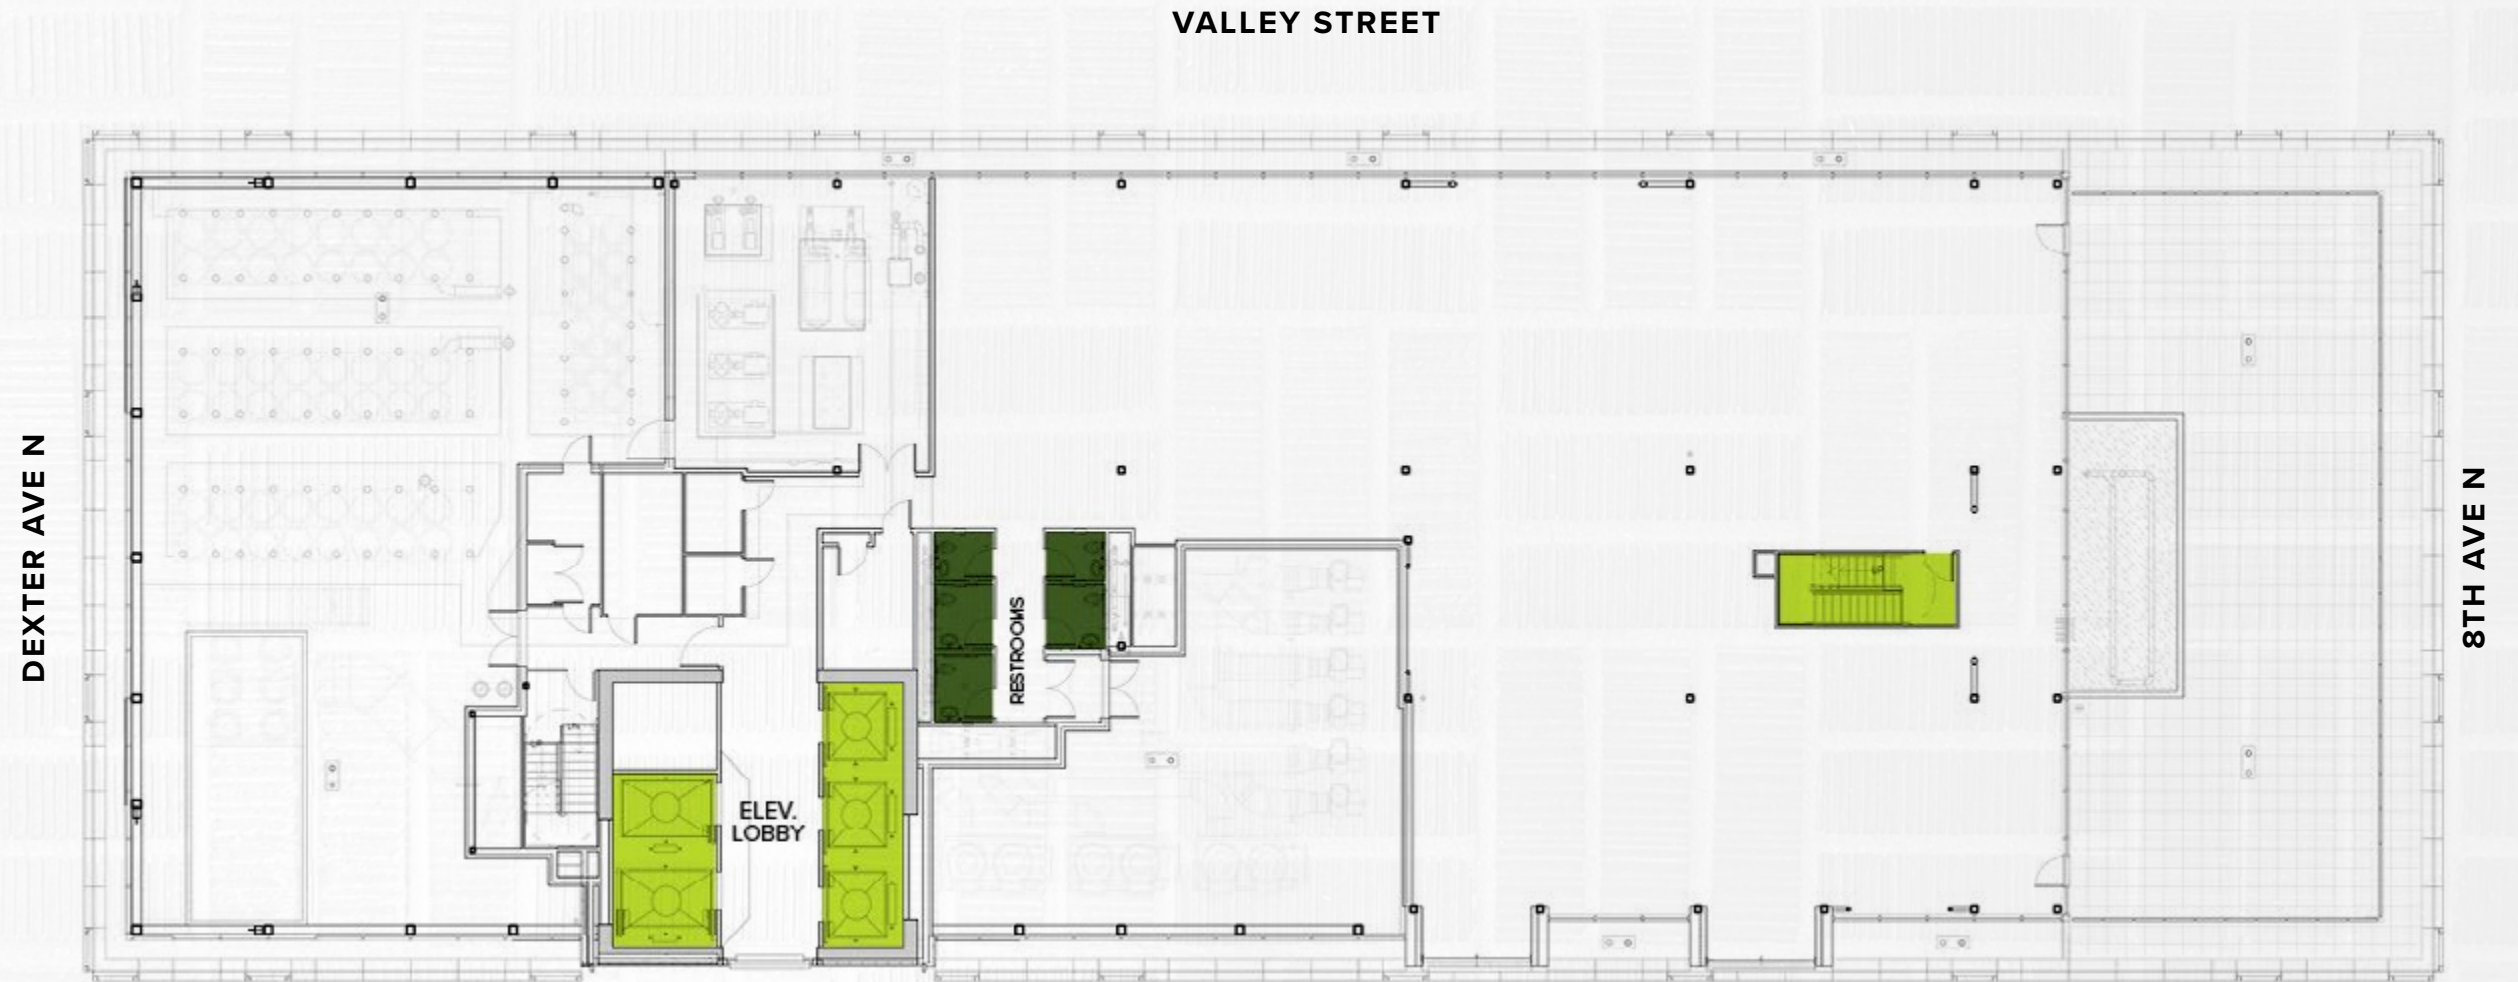 VALLEY STREET
DEXTER AVE N
8TH AVE N
RESTROOMS
ELEV.
LOBBY